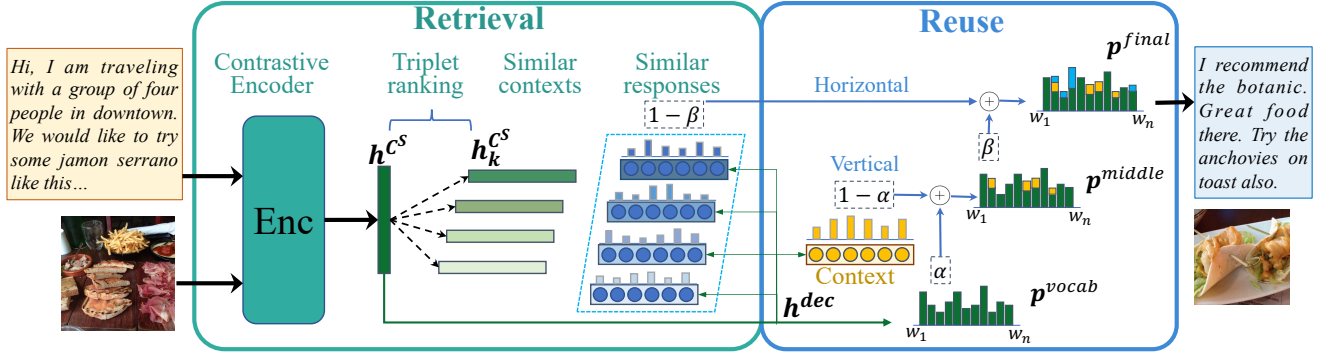 Retrieval
Reuse
Hi, I am traveling
with a group of four
people in downtown.
We would like to try
some jamon serrano
like this…
Contrastive
Encoder
Triplet
ranking
Similar
contexts
Similar
responses
Enc
h^{C^S}
h_k^{C^S}
1 − β
Horizontal
β
p^{final}
w_1
w_n
Vertical
1 − α
α
p^{middle}
w_1
w_n
Context
h^{dec}
p^{vocab}
w_1
w_n
I recommend
the botanic.
Great food
there. Try the
anchovies on
toast also.